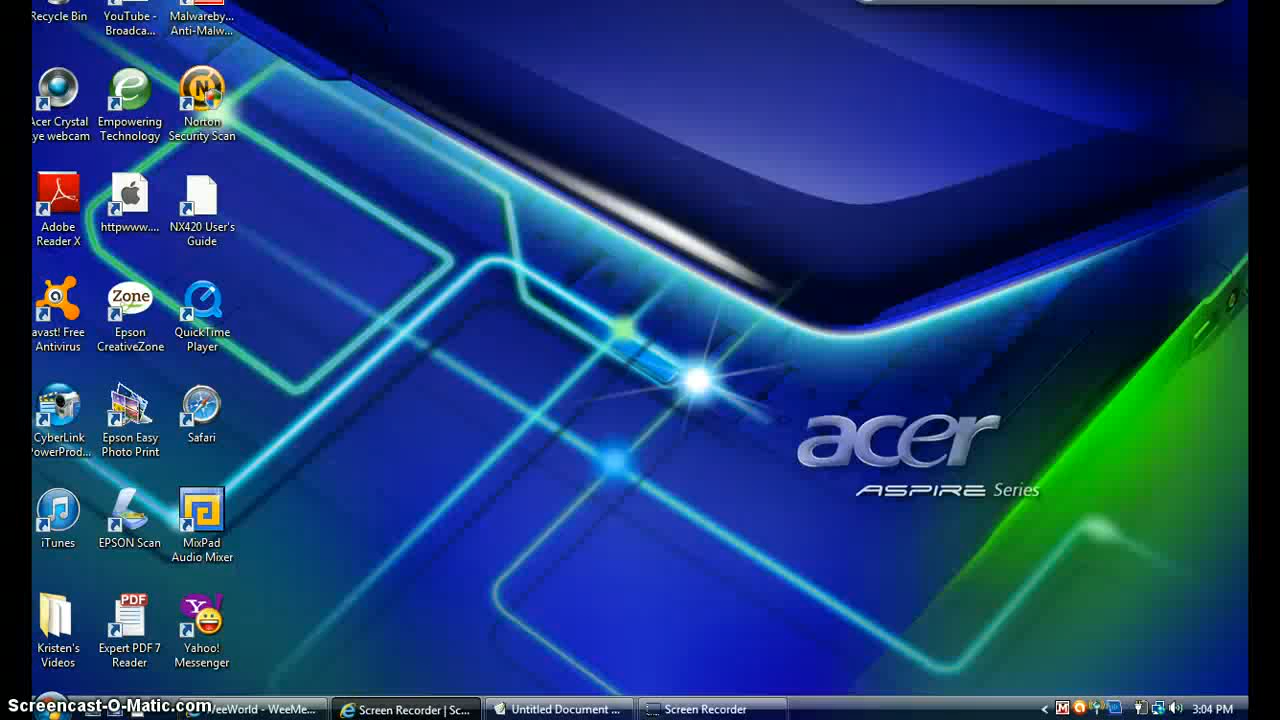 Recycle Bin
YouTube -
Broadca...
Malwareby...
Anti-Malw...
Acer Crystal
eye webcam
Empowering
Technology
Norton
Security Scan
Adobe
Reader X
httpwww....
NX420 User's
Guide
avast! Free
Antivirus
Zone
Epson
CreativeZone
QuickTime
Player
CyberLink
PowerProd...
Epson Easy
Photo Print
Safari
iTunes
EPSON Scan
MixPad
Audio Mixer
Kristen's
Videos
PDF
Expert PDF 7
Reader
Yahoo!
Messenger
acer
ASPIRE Series
Screencast-O-Matic.com
WeeWorld - WeeMe...
Screen Recorder | Sc...
Untitled Document ...
Screen Recorder
3:04 PM